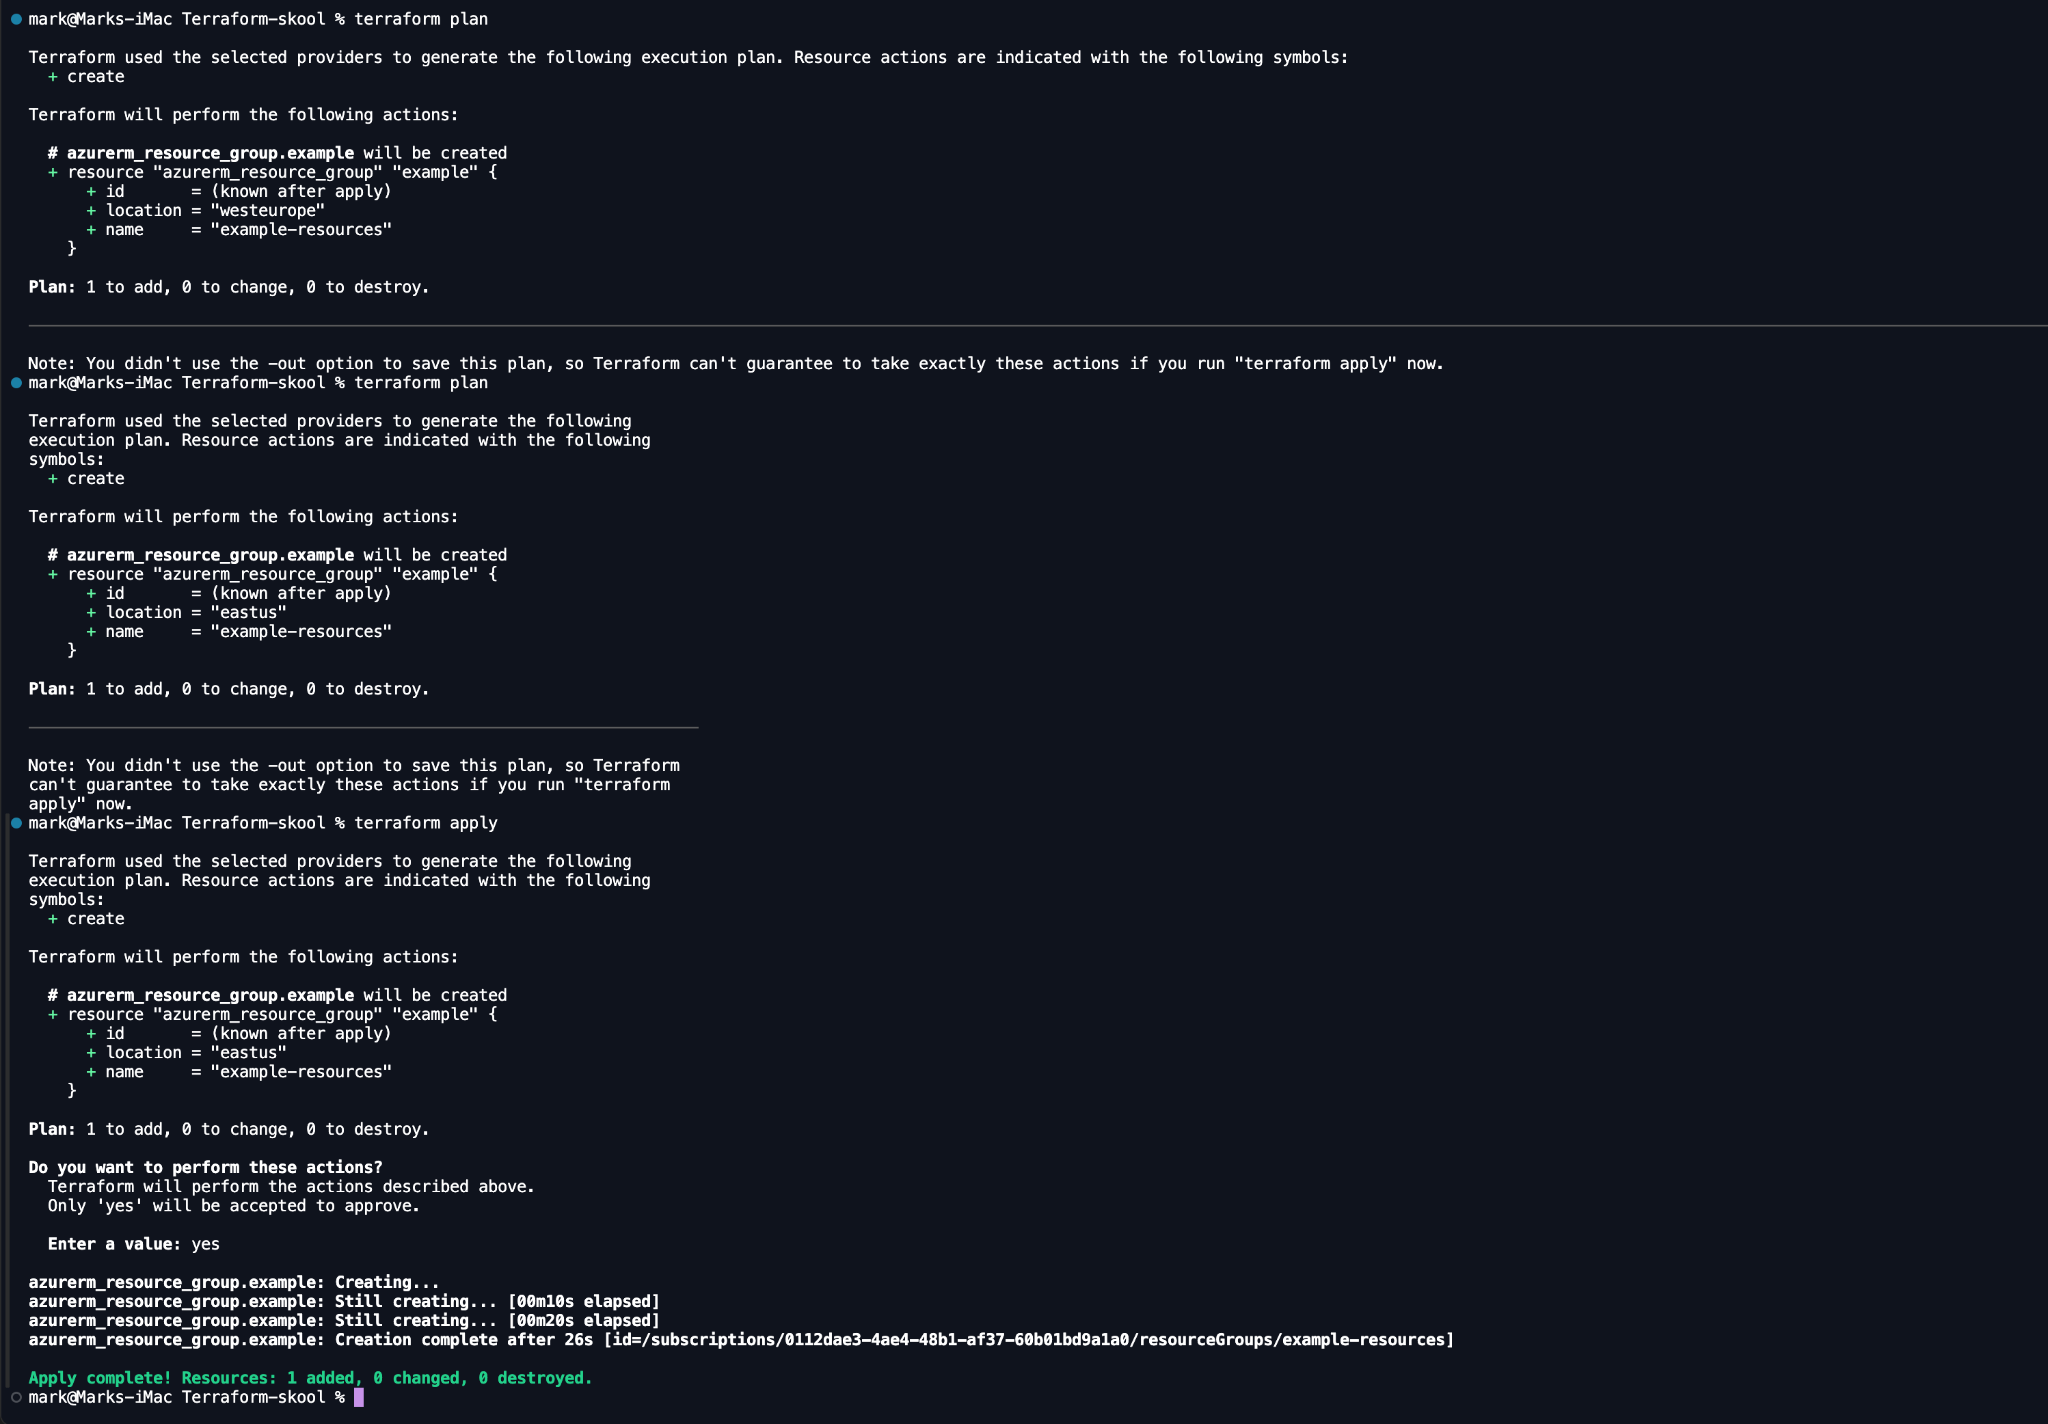 mark@Marks-iMac Terraform-skool % terraform plan
Terraform used the selected providers to generate the following execution plan. Resource actions are indicated with the following symbols:
+ create
Terraform will perform the following actions:
# azurerm_resource_group.example will be created
+ resource "azurerm_resource_group" "example" {
+ id       = (known after apply)
+ location = "westeurope"
+ name     = "example-resources"
}
Plan: 1 to add, 0 to change, 0 to destroy.
Note: You didn't use the -out option to save this plan, so Terraform can't guarantee to take exactly these actions if you run "terraform apply" now.
mark@Marks-iMac Terraform-skool % terraform plan
Terraform used the selected providers to generate the following
execution plan. Resource actions are indicated with the following
symbols:
+ create
Terraform will perform the following actions:
# azurerm_resource_group.example will be created
+ resource "azurerm_resource_group" "example" {
+ id       = (known after apply)
+ location = "eastus"
+ name     = "example-resources"
}
Plan: 1 to add, 0 to change, 0 to destroy.
Note: You didn't use the -out option to save this plan, so Terraform
can't guarantee to take exactly these actions if you run "terraform
apply" now.
mark@Marks-iMac Terraform-skool % terraform apply
Terraform used the selected providers to generate the following
execution plan. Resource actions are indicated with the following
symbols:
+ create
Terraform will perform the following actions:
# azurerm_resource_group.example will be created
+ resource "azurerm_resource_group" "example" {
+ id       = (known after apply)
+ location = "eastus"
+ name     = "example-resources"
}
Plan: 1 to add, 0 to change, 0 to destroy.
Do you want to perform these actions?
Terraform will perform the actions described above.
Only 'yes' will be accepted to approve.
Enter a value: yes
azurerm_resource_group.example: Creating...
azurerm_resource_group.example: Still creating... [00m10s elapsed]
azurerm_resource_group.example: Still creating... [00m20s elapsed]
azurerm_resource_group.example: Creation complete after 26s [id=/subscriptions/0112dae3-4ae4-48b1-af37-60b01bd9a1a0/resourceGroups/example-resources]
Apply complete! Resources: 1 added, 0 changed, 0 destroyed.
mark@Marks-iMac Terraform-skool %